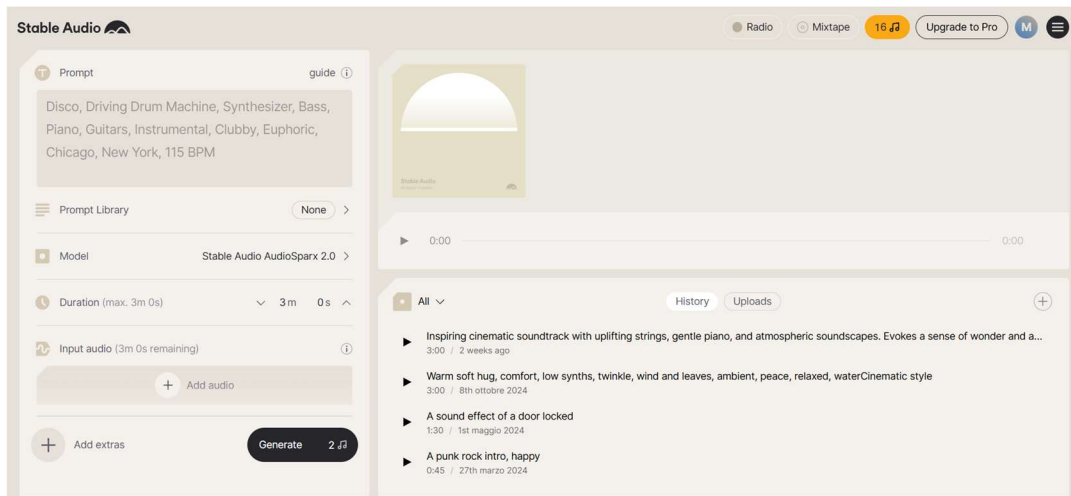 Stable Audio
Radio
Mixtape
16
Upgrade to Pro
M
Prompt
guide
Disco, Driving Drum Machine, Synthesizer, Bass,
Piano, Guitars, Instrumental, Clubby, Euphoric,
Chicago, New York, 115 BPM
Prompt Library
None
Model
Stable Audio AudioSparx 2.0
Duration (max. 3m 0s)
3 m 0 s
Input audio (3m 0s remaining)
Add audio
Add extras
Generate 2
Stable Audio
0:00
0:00
All
History
Uploads
Inspiring cinematic soundtrack with uplifting strings, gentle piano, and atmospheric soundscapes. Evokes a sense of wonder and a...
3:00 / 2 weeks ago
Warm soft hug, comfort, low synths, twinkle, wind and leaves, ambient, peace, relaxed, waterCinematic style
3:00 / 8th ottobre 2024
A sound effect of a door locked
1:30 / 1st maggio 2024
A punk rock intro, happy
0:45 / 27th marzo 2024